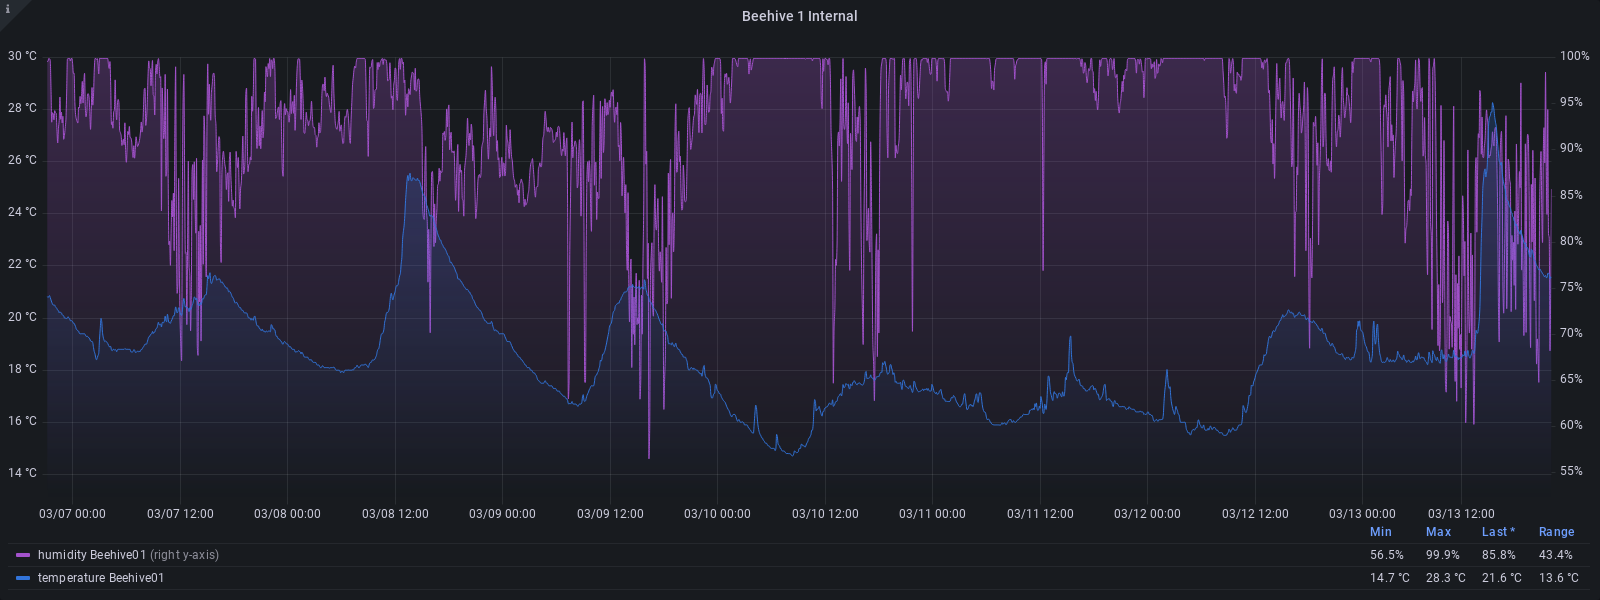 i
Beehive 1 Internal
30 °C 100%
28 °C 95%
26 °C 90%
24 °C 85%
22 °C 80%
20 °C 75%
18 °C 70%
16 °C 65%
14 °C 60%
55%
03/07 00:00 03/07 12:00 03/08 00:00 03/08 12:00 03/09 00:00 03/09 12:00 03/10 00:00 03/10 12:00 03/11 00:00 03/11 12:00 03/12 00:00 03/12 12:00 03/13 00:00 03/13 12:00
Min Max Last * Range
humidity Beehive01 (right y-axis) 56.5% 99.9% 85.8% 43.4%
temperature Beehive01 14.7 °C 28.3 °C 21.6 °C 13.6 °C